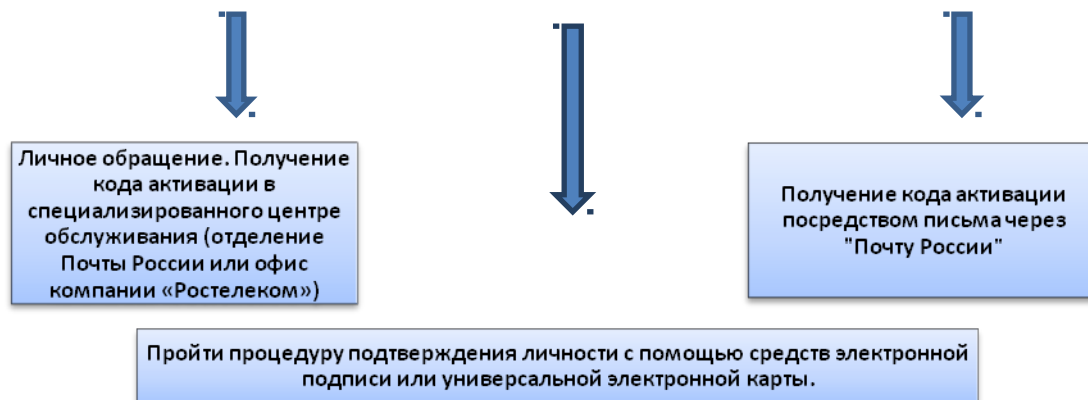 Личное обращение. Получение
кода активации в
специализированного центре
обслуживания (отделение
Почты России или офис
компании «Ростелеком»)
Получение кода активации
посредством письма через
"Почту России"
Пройти процедуру подтверждения личности с помощью средств электронной
подписи или универсальной электронной карты.